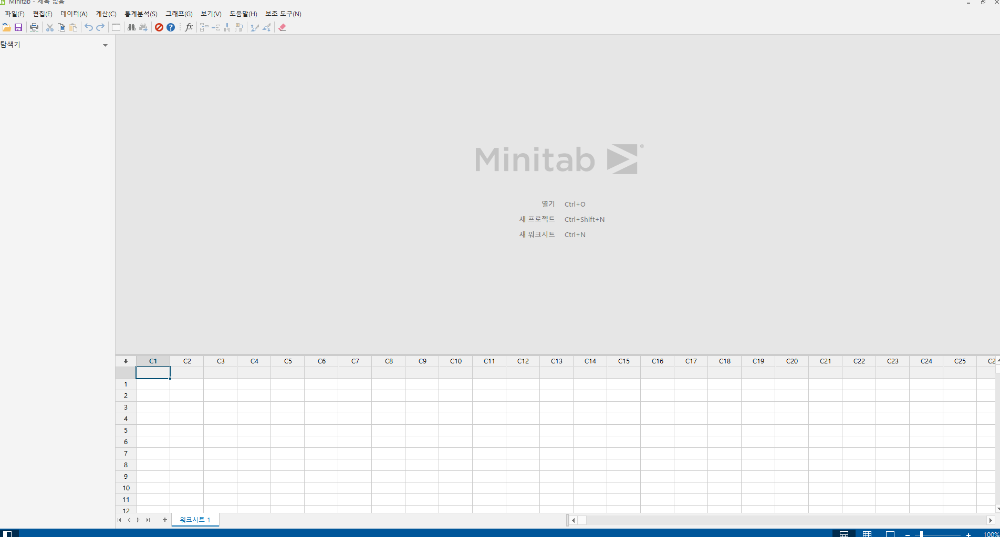 Minitab - 제목 없음
파일(F) 편집(E) 데이터(A) 계산(C) 통계분석(S) 그래프(G) 보기(V) 도움말(H) 보조 도구(N)
fx
탐색기
Minitab ®
열기 Ctrl+O
새 프로젝트 Ctrl+Shift+N
새 워크시트 Ctrl+N
C1 C2 C3 C4 C5 C6 C7 C8 C9 C10 C11 C12 C13 C14 C15 C16 C17 C18 C19 C20 C21 C22 C23 C24 C25 C2
1
2
3
4
5
6
7
8
9
10
11
12
워크시트 1
100%